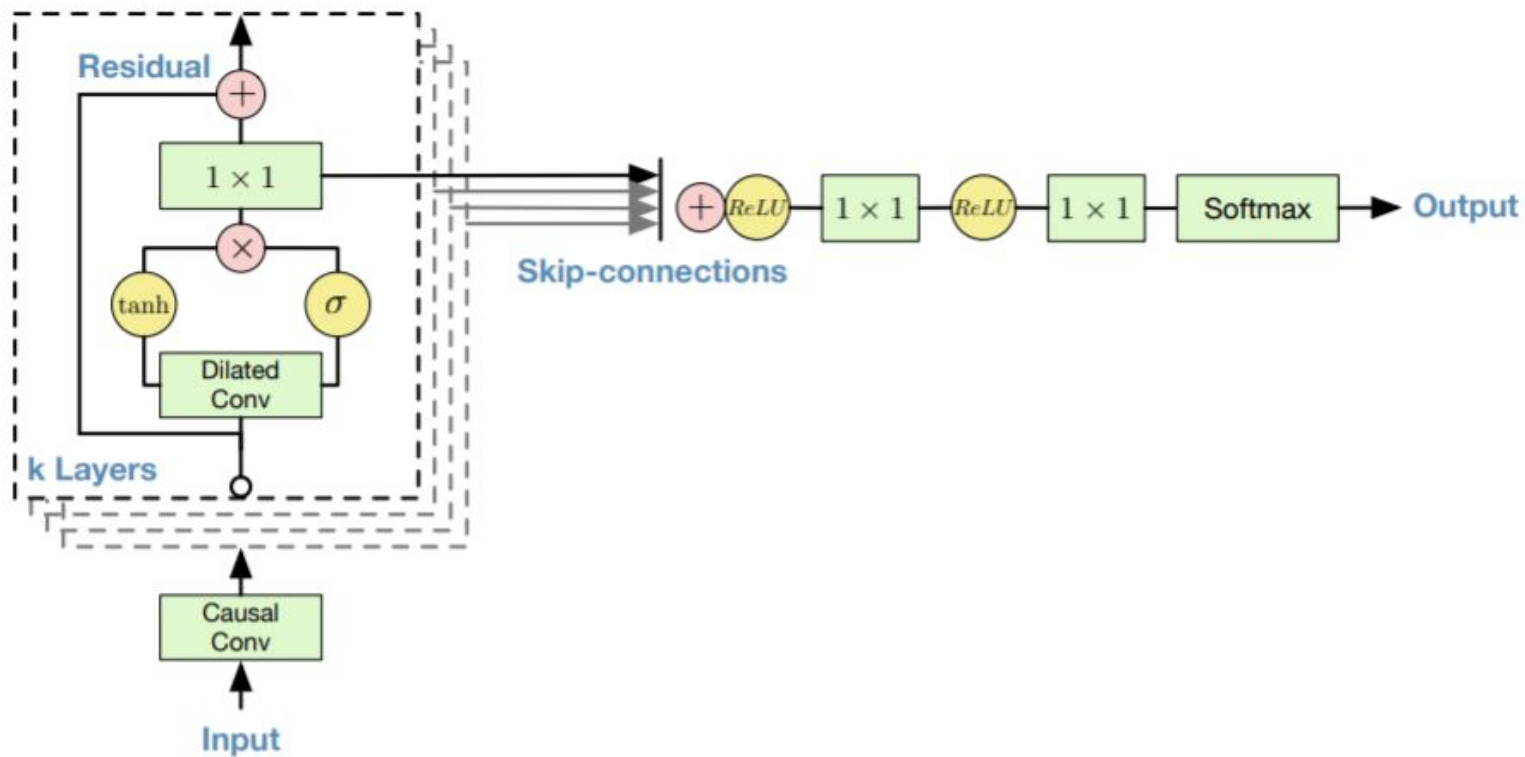 Residual
+
1 × 1
×
tanh
σ
Dilated
Conv
k Layers
Causal
Conv
Input
Skip-connections
+
ReLU
1 × 1
ReLU
1 × 1
Softmax
Output